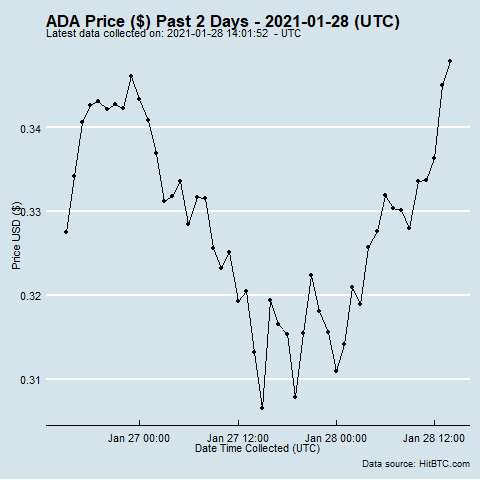 ADA Price ($) Past 2 Days - 2021-01-28 (UTC)
Latest data collected on: 2021-01-28 14:01:52 - UTC
0.34
0.33
0.32
0.31
Price USD ($)
Jan 27 00:00 Jan 27 12:00 Jan 28 00:00 Jan 28 12:00
Date Time Collected (UTC)
Data source: HitBTC.com